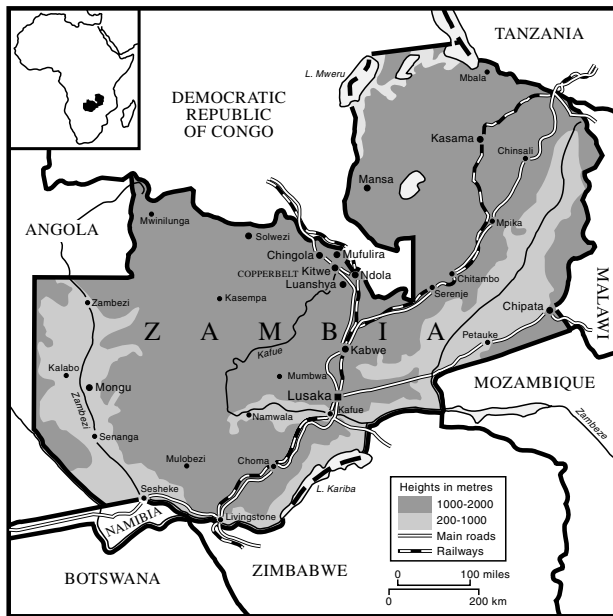 TANZANIA
L. Mweru
Mbala
DEMOCRATIC
REPUBLIC
OF CONGO
Kasama
Chinsali
Mansa
Mwinilunga
Mpika
ANGOLA
Solwezi
Chingola
Mufulira
COPPERBELT
Kitwe
Ndola
Luanshya
Chitambo
Serenje
MALAWI
Zambezi
Kasempa
Chipata
ZAMBIA
Petauke
Kafue
Kabwe
Kalabo
Mongu
Mumbwa
MOZAMBIQUE
Zambezi
Lusaka
Namwala
Kafue
Zambeze
Senanga
Mulobezi
Choma
L. Kariba
Sesheke
NAMIBIA
Livingstone
BOTSWANA
ZIMBABWE
Heights in metres
1000-2000
200-1000
Main roads
Railways
0 100 miles
0 200 km